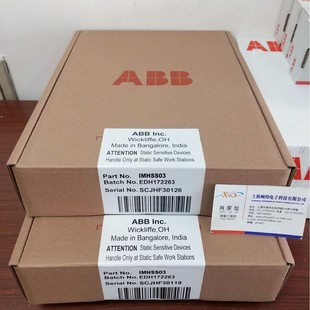 ABB
ABB Inc.
Wickliffe,OH
Made in Bangalore, India
ATTENTION Static Sensitive Devices
Handle Only at Static Safe Work Stations
Part No. IMHSS03
Batch No. EDH172263
Serial No. SCJHF30126
ABB Inc.
Wickliffe,OH
Made in Bangalore, India
ATTENTION Static Sensitive Devices
Handle Only at Static Safe Work Stations
Part No. IMHSS03
Batch No. EDH172263
Serial No. SCJHF30119